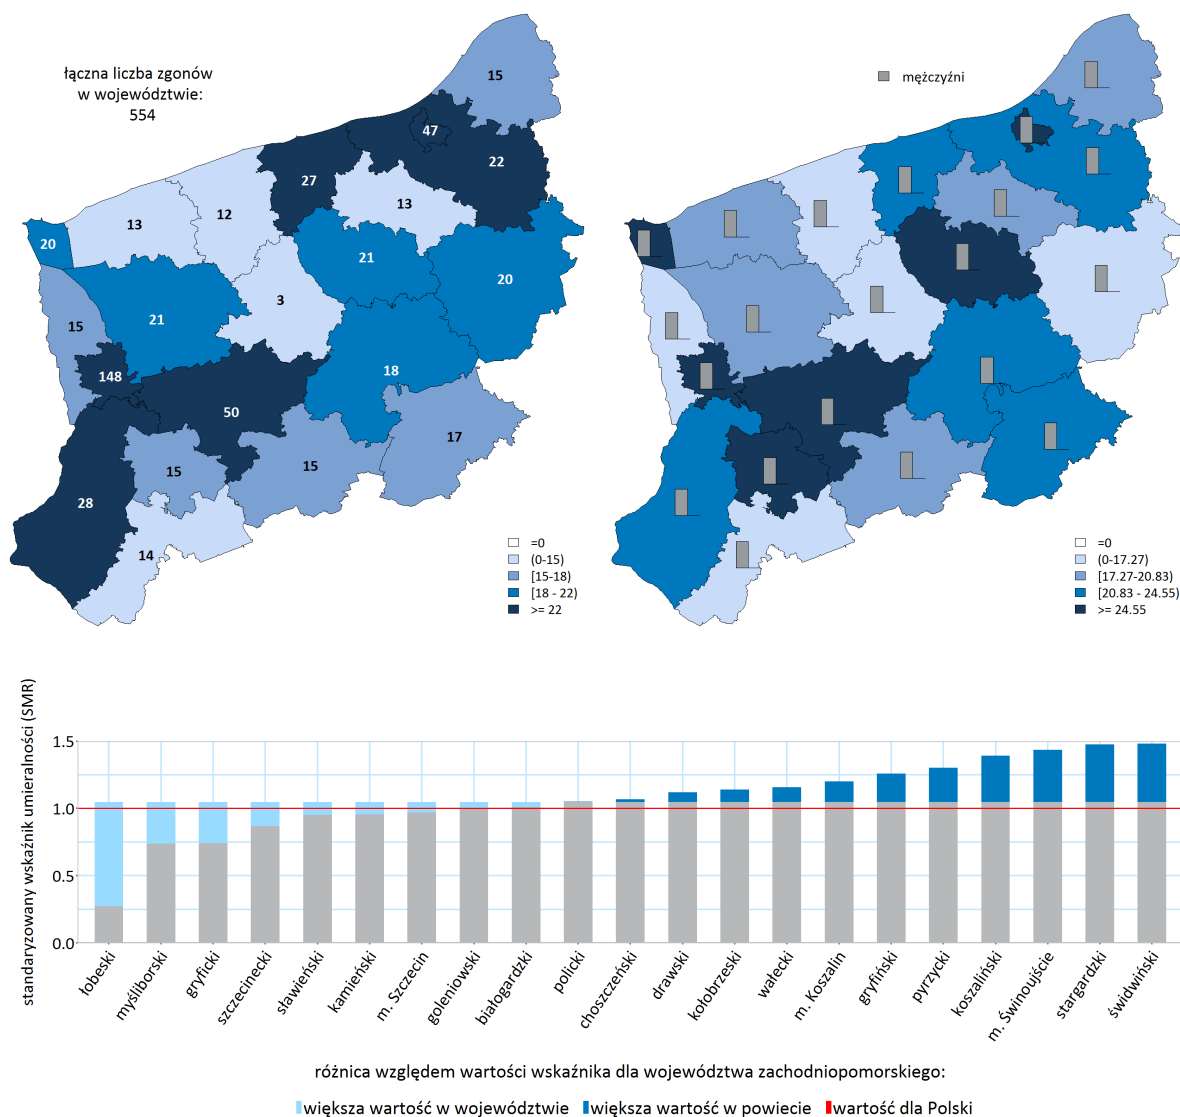 łączna liczba zgonów
w województwie:
554
15
47
22
27
13
12
13
20
21
20
3
21
15
148
18
50
17
15
15
28
14
=0
(0-15)
[15-18)
[18 - 22)
>= 22
mężczyźni
=0
(0-17.27)
[17.27-20.83)
[20.83 - 24.55)
>= 24.55
standaryzowany wskaźnik umieralności (SMR)
1.5
1.0
0.5
0.0
łobeski
myśliborski
gryficki
szczecinecki
sławeński
kamieński
m. Szczecin
goleniowski
białogardzki
policki
choszczeński
drawski
kołobrzeski
wałecki
m. Koszalin
gryfiński
pyrzycki
koszaliński
m. Świnoujście
stargardzki
świdwiński
różnica względem wartości wskaźnika dla województwa zachodniopomorskiego:
większa wartość w województwie większa wartość w powiecie wartość dla Polski